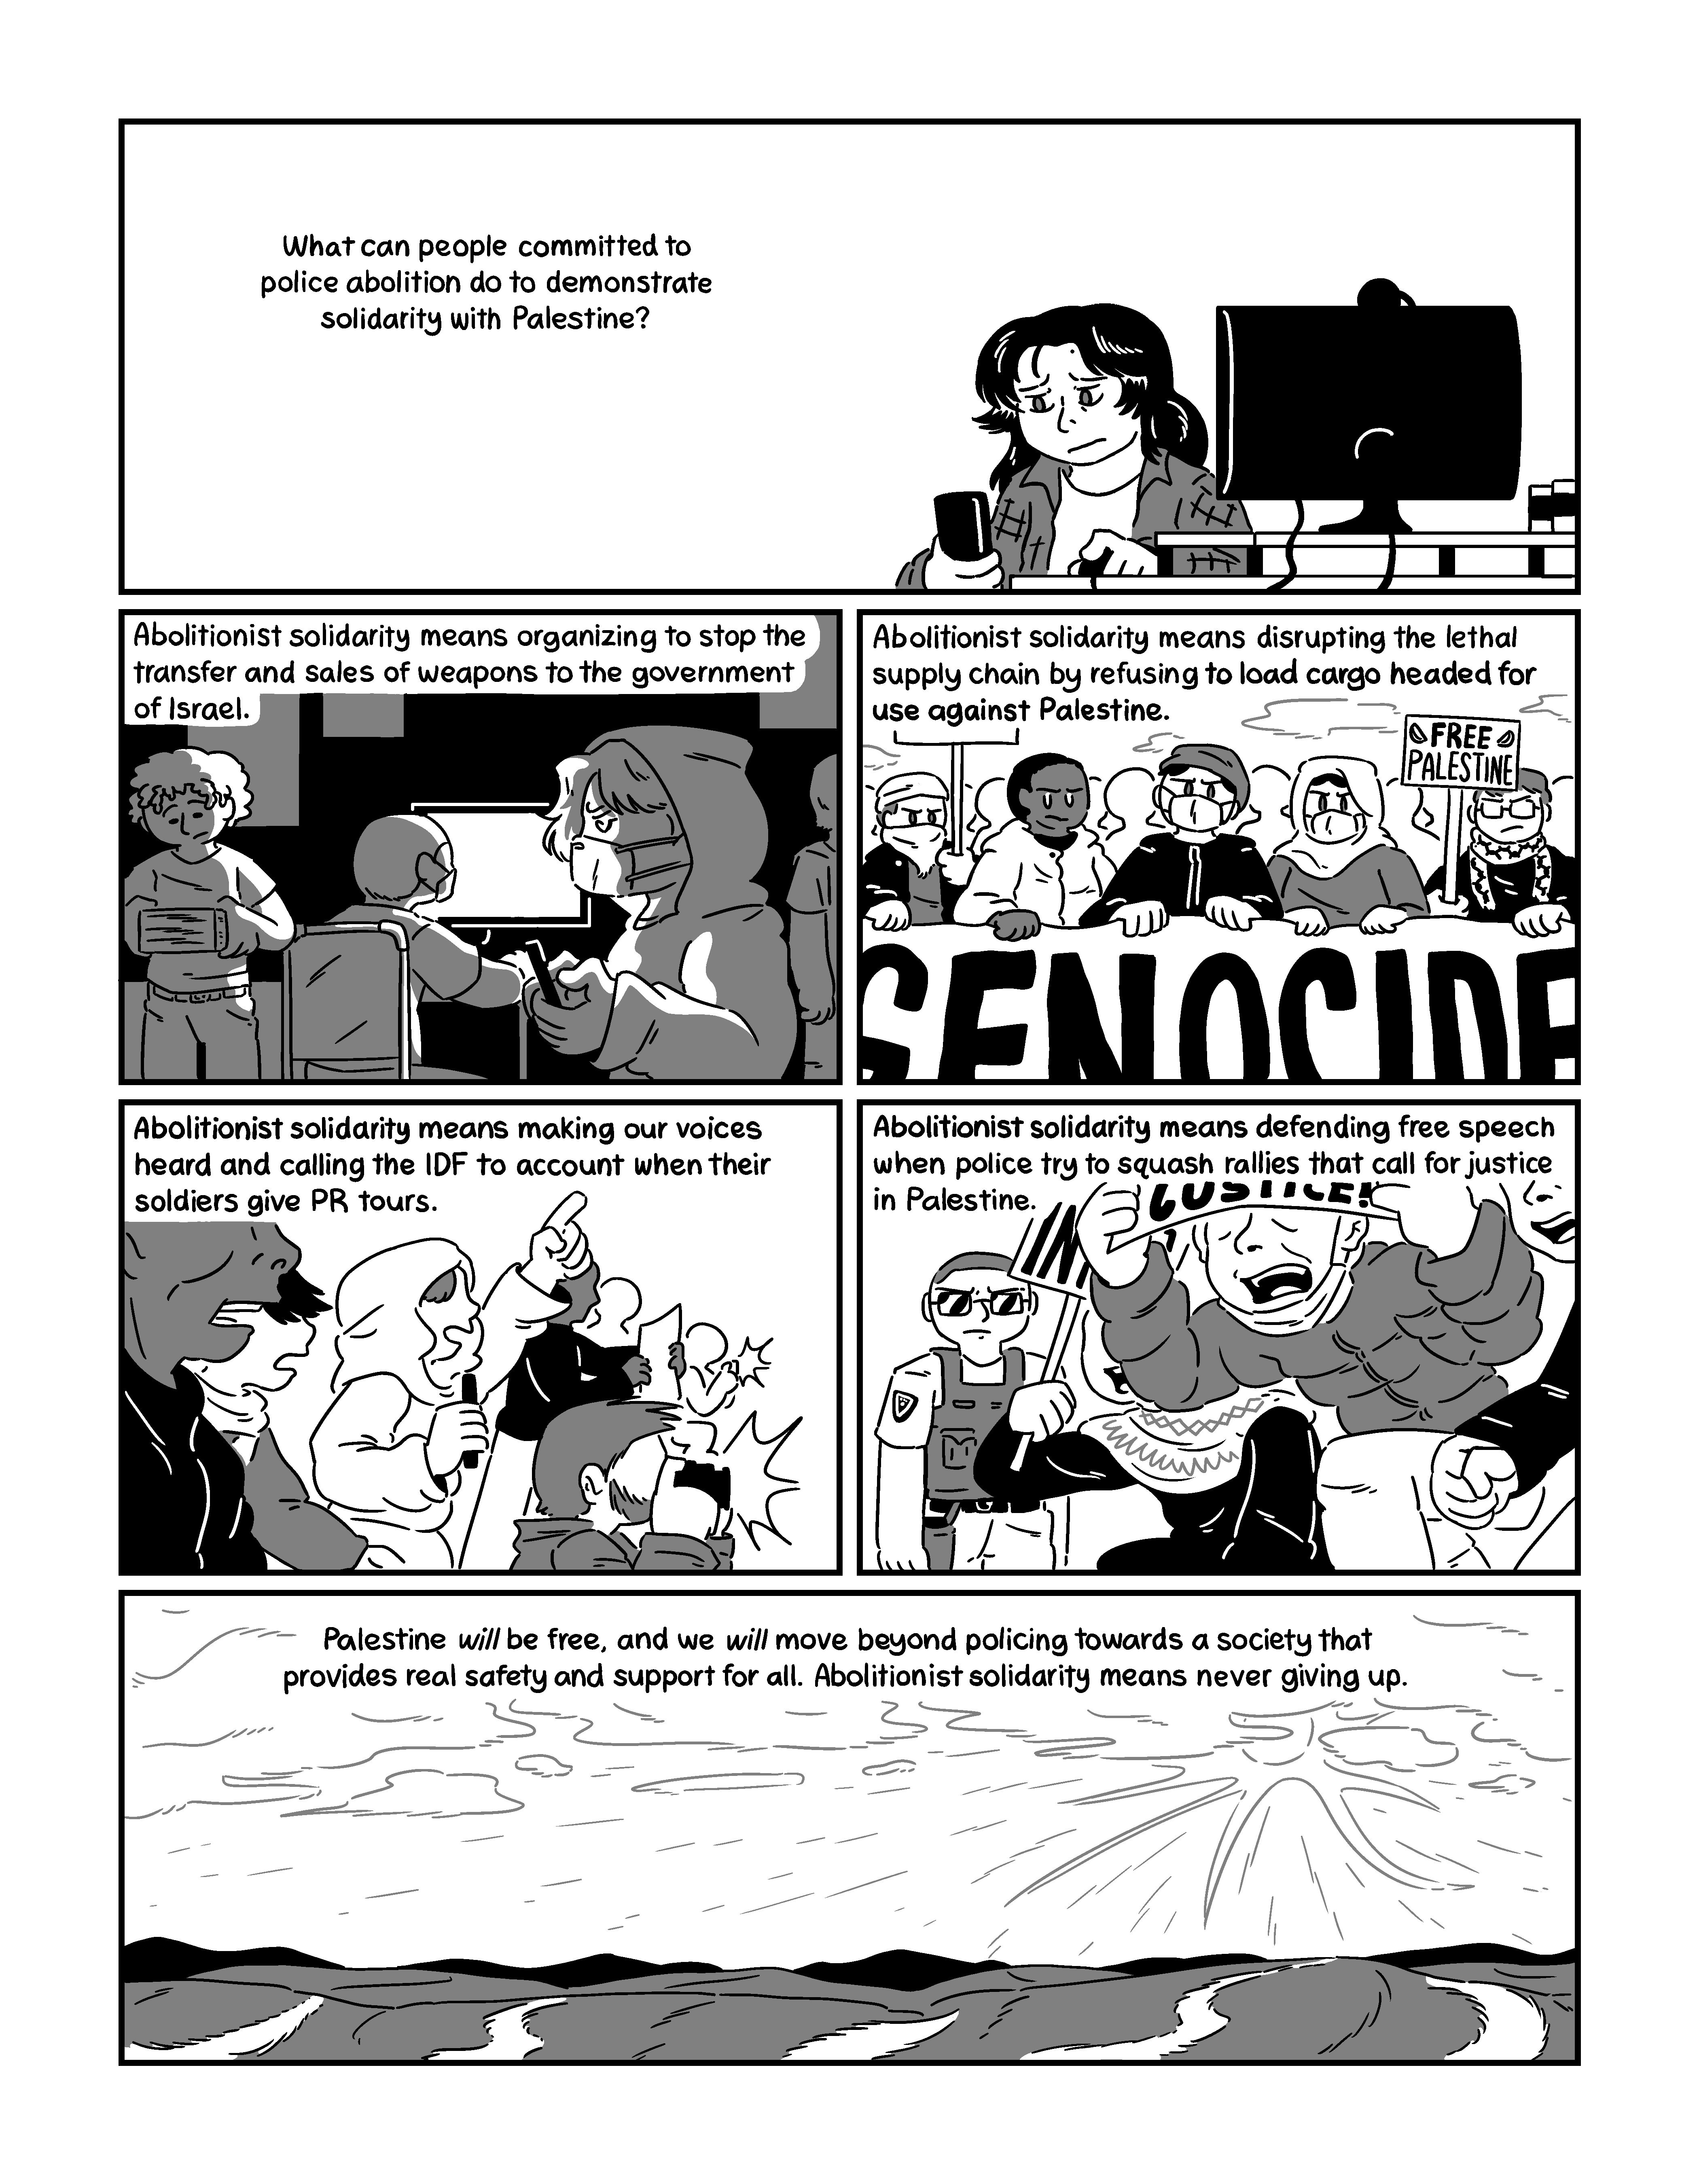 What can people committed to
police abolition do to demonstrate
solidarity with Palestine?
Abolitionist solidarity means organizing to stop the
transfer and sales of weapons to the government
of Israel.
Abolitionist solidarity means disrupting the lethal
supply chain by refusing to load cargo headed for
use against Palestine.
FREE
PALESTINE
GENOCIDE
Abolitionist solidarity means making our voices
heard and calling the IDF to account when their
soldiers give PR tours.
Abolitionist solidarity means defending free speech
when police try to squash rallies that call for justice
in Palestine.
JUSTICE!
IN
Palestine will be free, and we will move beyond policing towards a society that
provides real safety and support for all. Abolitionist solidarity means never giving up.